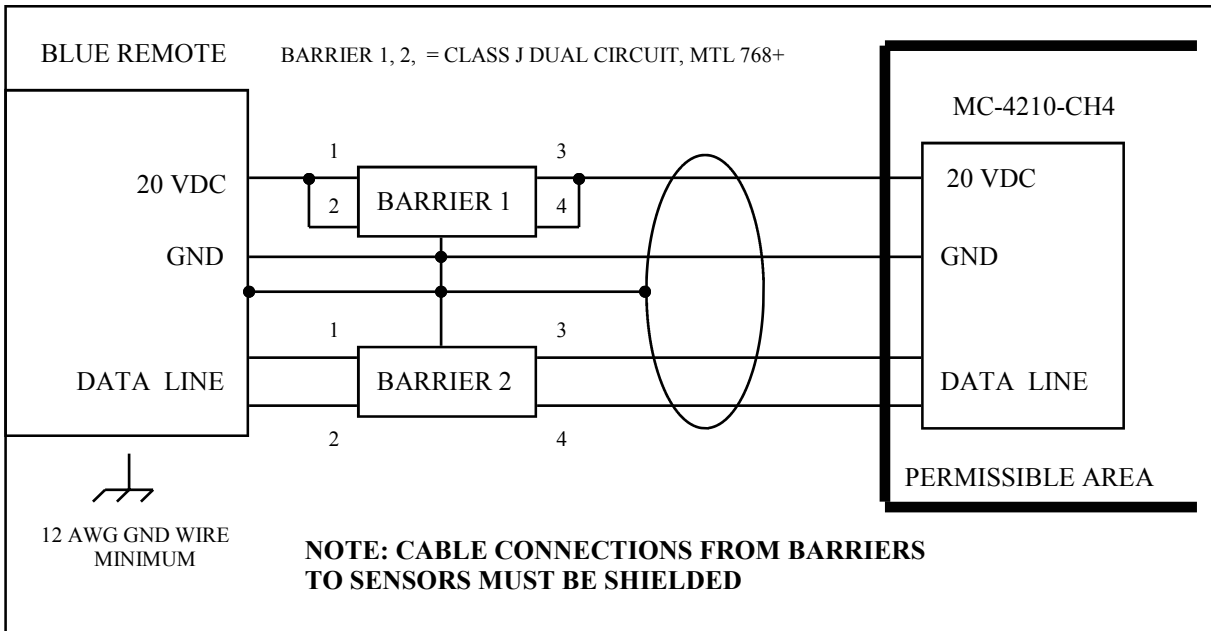 BLUE REMOTE
BARRIER 1, 2, = CLASS J DUAL CIRCUIT, MTL 768+
MC-4210-CH4
1
3
20 VDC
BARRIER 1
20 VDC
2
4
GND
GND
1
3
DATA LINE
BARRIER 2
DATA LINE
2
4
PERMISSIBLE AREA
12 AWG GND WIRE
MINIMUM
NOTE: CABLE CONNECTIONS FROM BARRIERS
TO SENSORS MUST BE SHIELDED